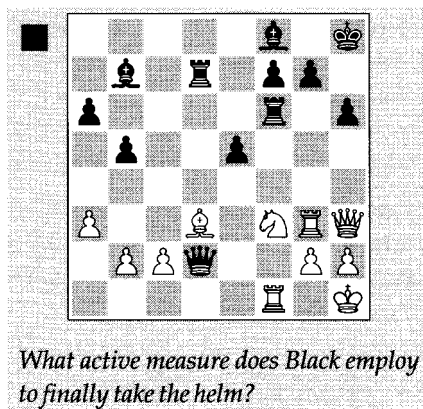 What active measure does Black employ
to finally take the helm?